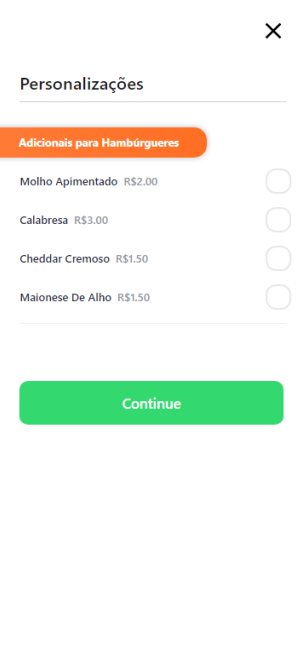 Personalizações
Adicionais para Hambúrgueres
Molho Apimentado R$2.00
Calabresa R$3.00
Cheddar Cremoso R$1.50
Maionese De Alho R$1.50
Continue